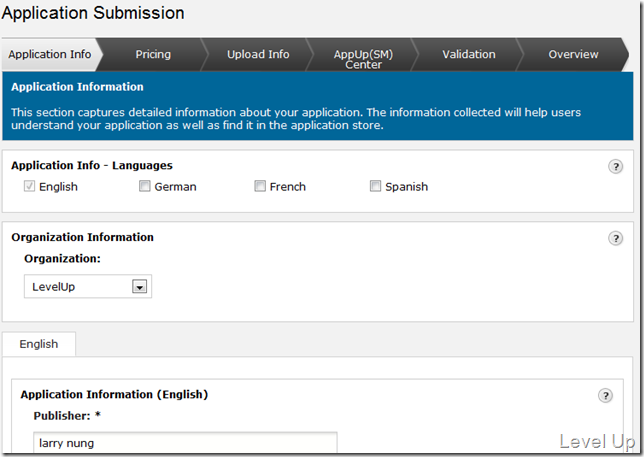 Application Submission
Application Info
Pricing
Upload Info
AppUp(SM)
Center
Validation
Overview
Application Information
This section captures detailed information about your application. The information collected will help users
understand your application as well as find it in the application store.
Application Info - Languages
?
English
German
French
Spanish
Organization Information
?
Organization:
LevelUp
English
Application Information (English)
?
Publisher: *
larry nung
Level Up